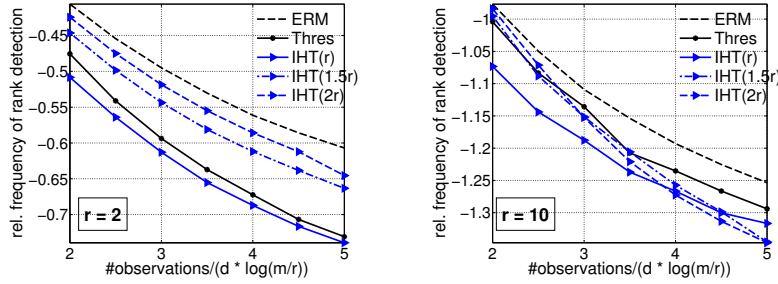 rel. frequency of rank detection
−0.45
−0.5
−0.55
−0.6
−0.65
−0.7
ERM
Thres
IHT(r)
IHT(1.5r)
IHT(2r)
r = 2
2 3 4 5
#observations/(d * log(m/r))
rel. frequency of rank detection
−1
−1.05
−1.1
−1.15
−1.2
−1.25
−1.3
ERM
Thres
IHT(r)
IHT(1.5r)
IHT(2r)
r = 10
2 3 4 5
#observations/(d * log(m/r))